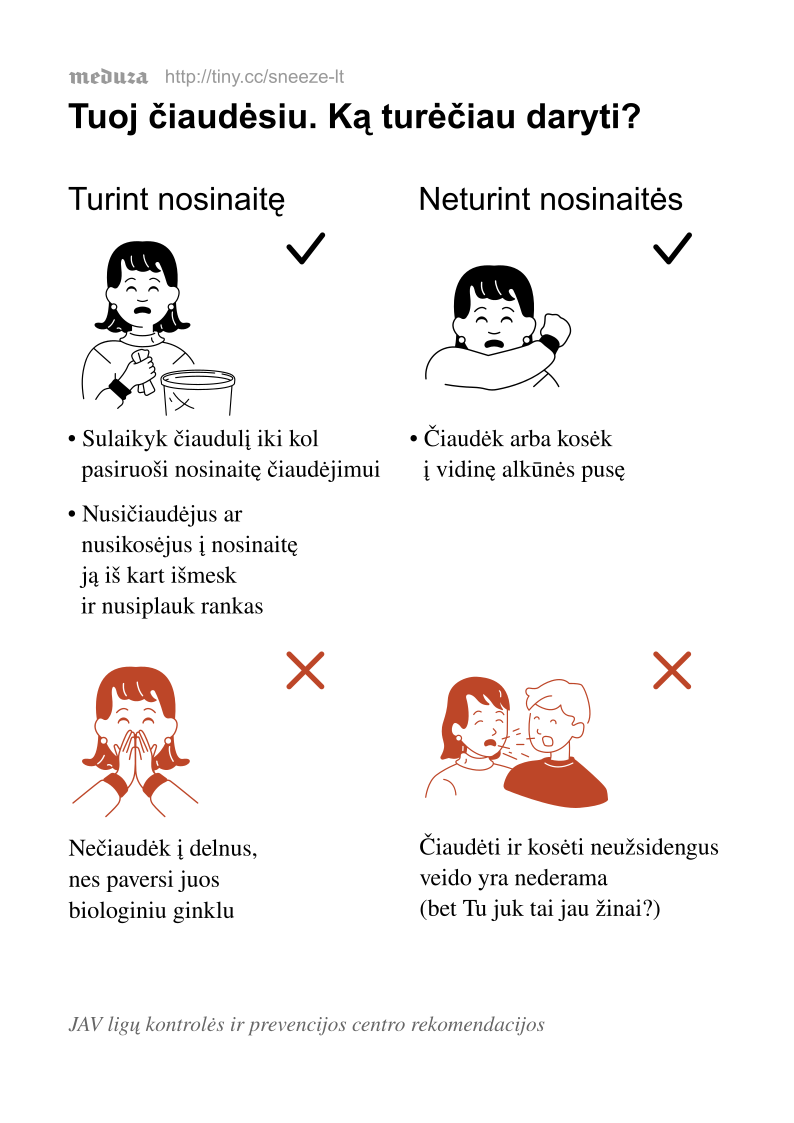 meduza http://tiny.cc/sneeze-lt
Tuoj čiaudėsiu. Ką turėčiau daryti?
Turint nosinaitę
• Sulaikyk čiaudulį iki kol
pasiruoši nosinaitę čiaudėjimui
• Nusičiaudėjus ar
nusikosėjus į nosinaitę
ją iš kart išmesk
ir nusiplauk rankas
Neturint nosinaitės
• Čiaudėk arba kosėk
į vidinę alkūnės pusę
Nečiaudėk į delnus,
nes paversi juos
biologiniu ginklu
Čiaudėti ir kosėti neužsidengus
veido yra nederama
(bet Tu juk tai jau žinai?)
JAV ligų kontrolės ir prevencijos centro rekomendacijos